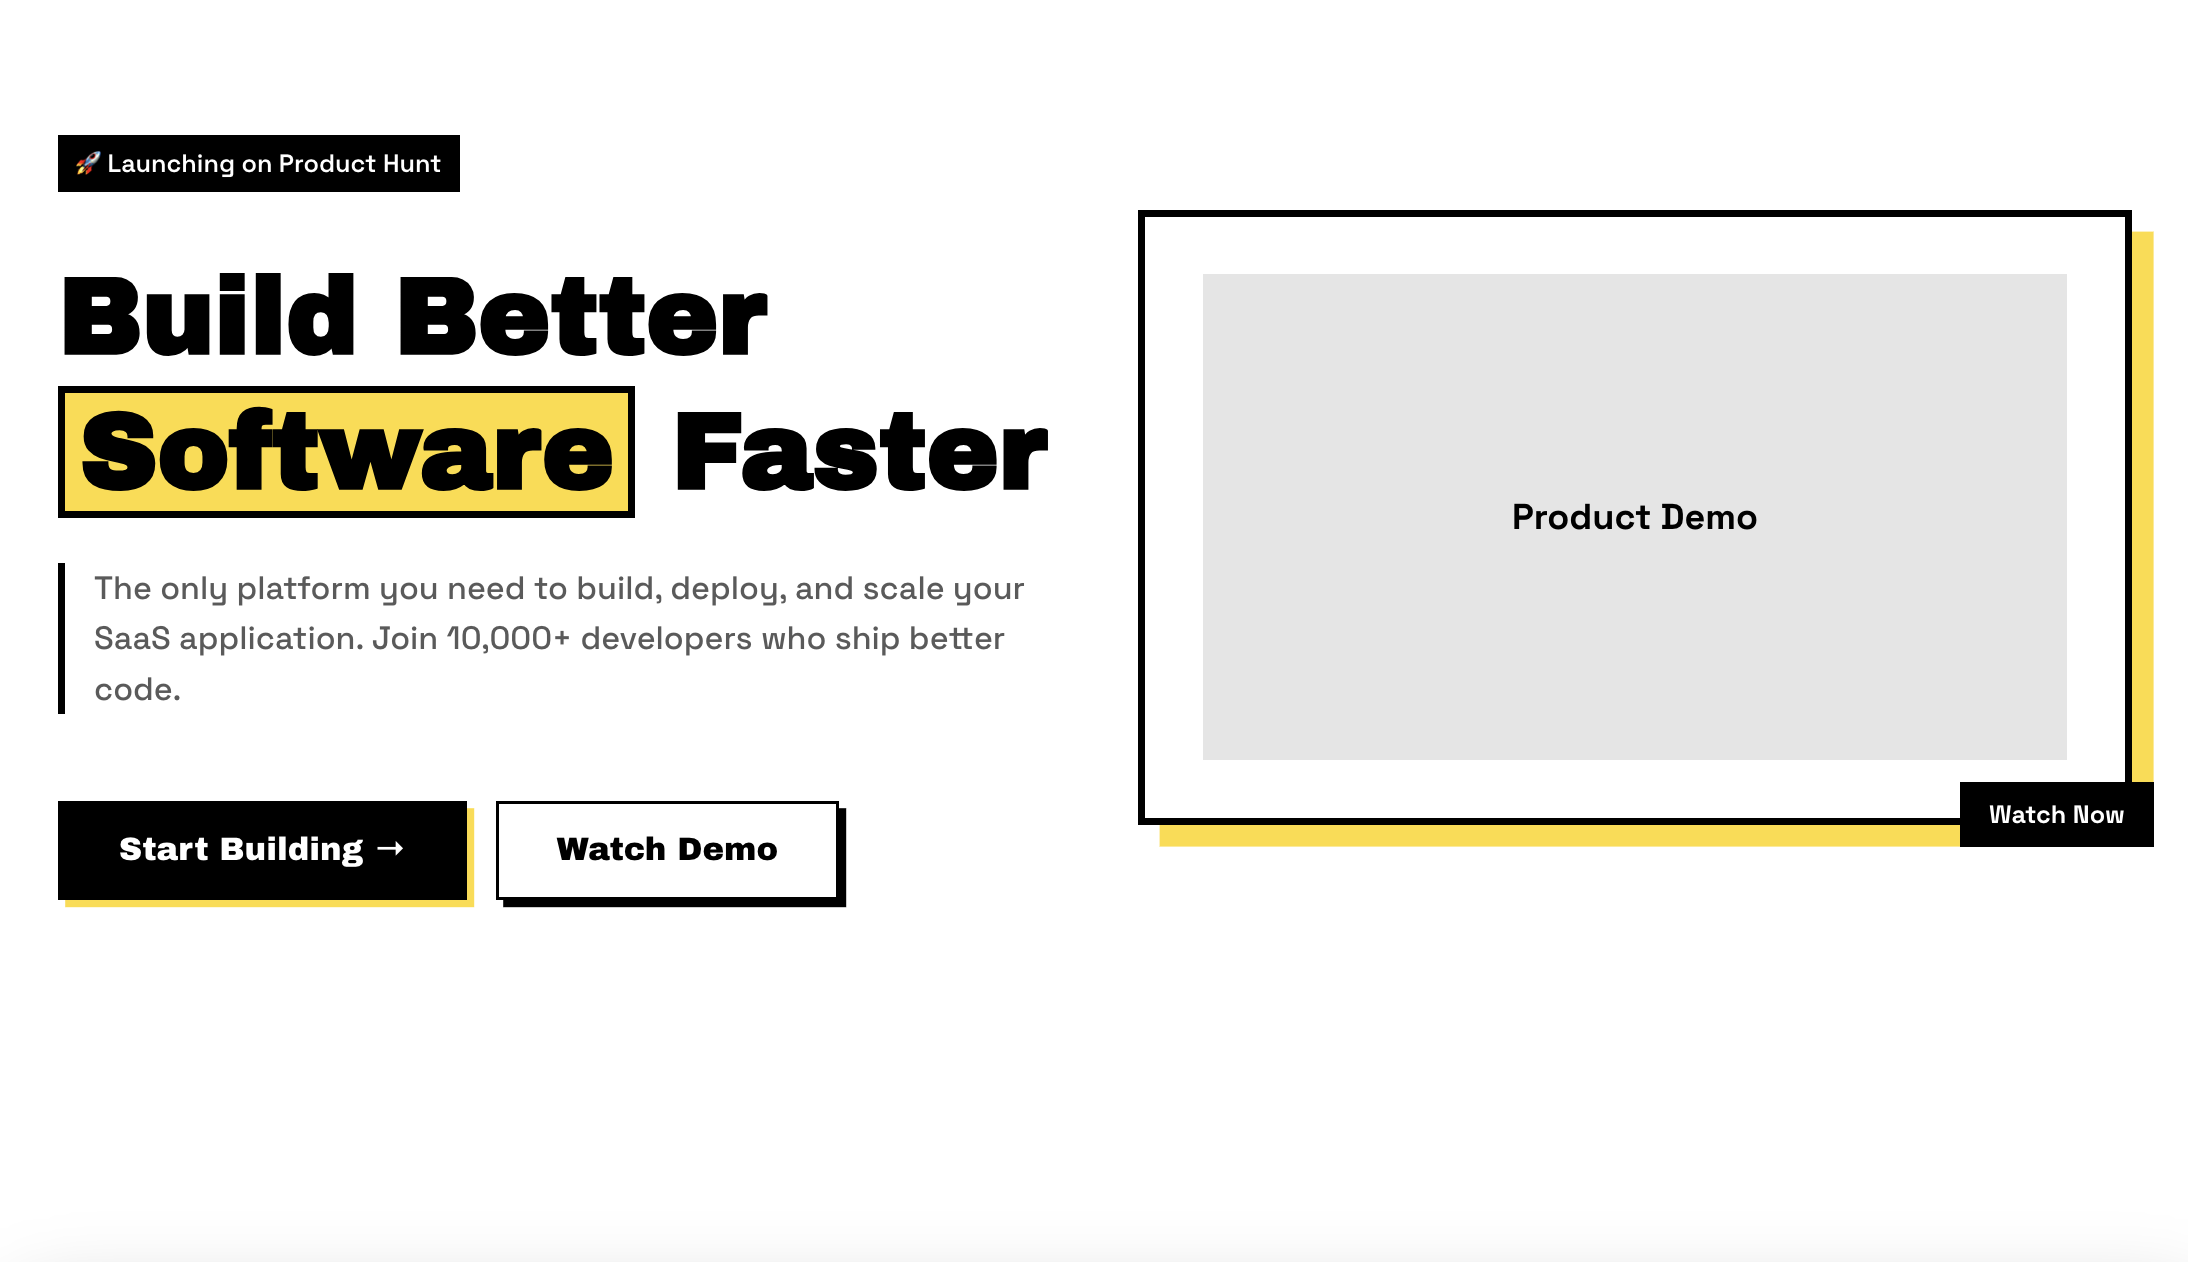 🚀 Launching on Product Hunt
Build Better
Software Faster
The only platform you need to build, deploy, and scale your
SaaS application. Join 10,000+ developers who ship better
code.
Start Building →
Watch Demo
Product Demo
Watch Now